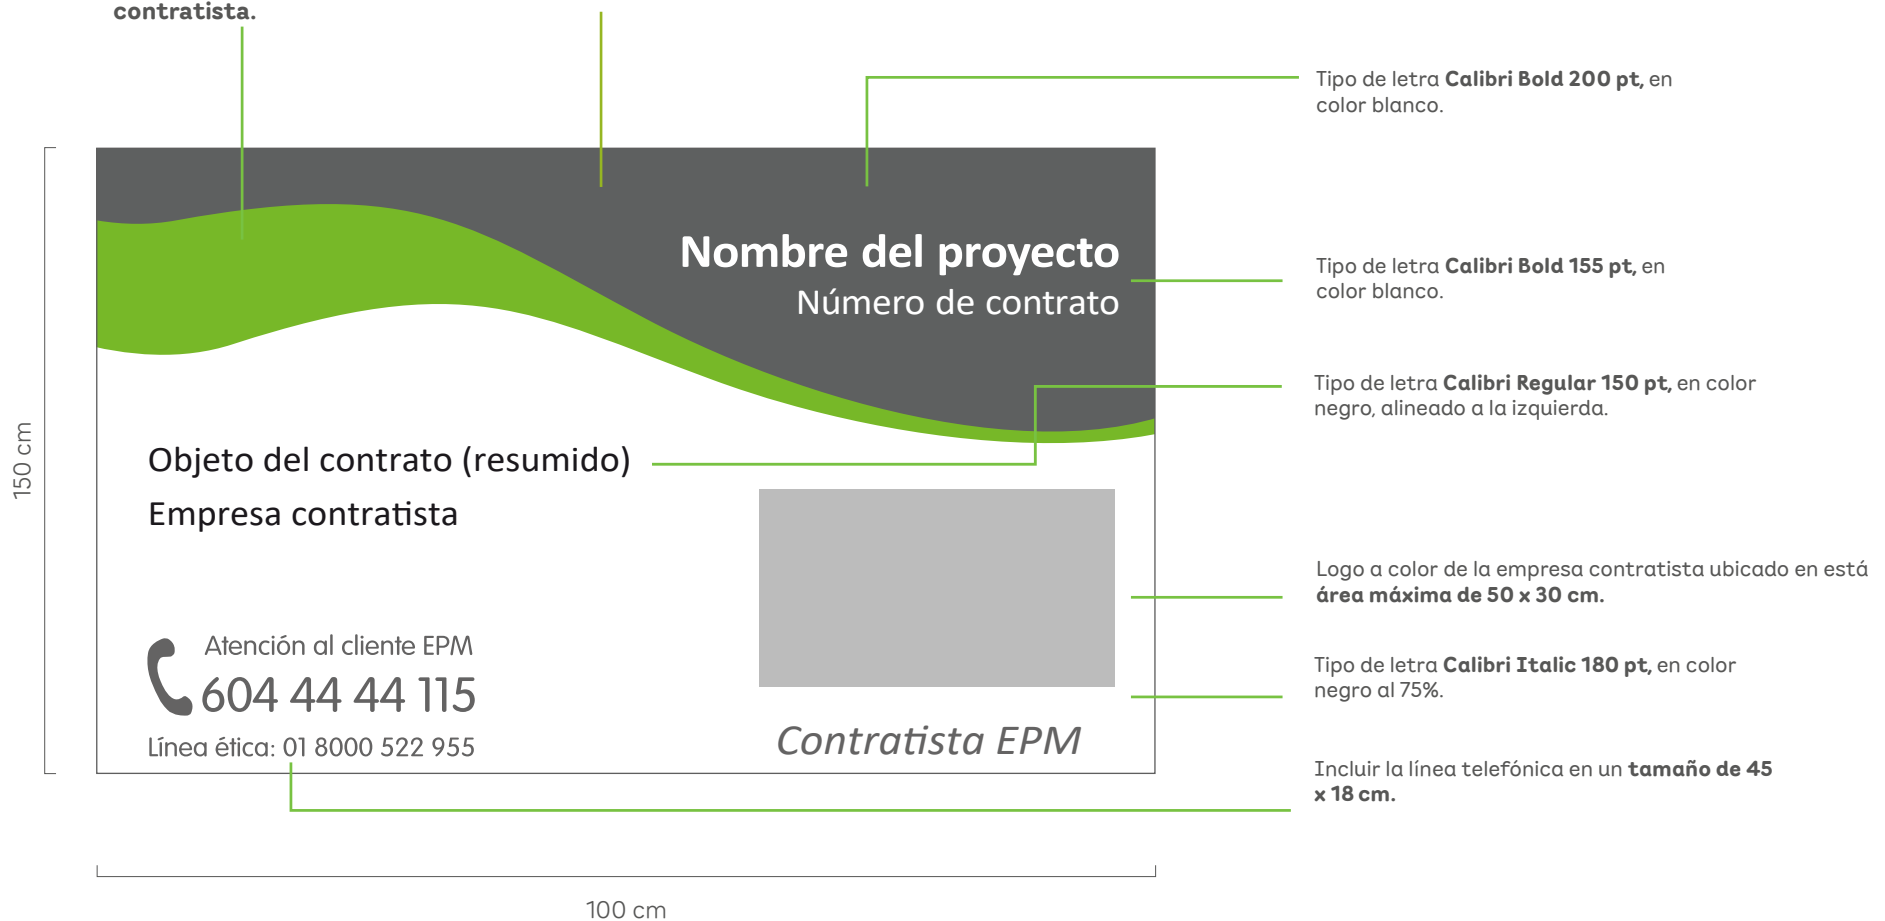 contratista.
Tipo de letra Calibri Bold 200 pt, en
color blanco.
Nombre del proyecto
Número de contrato
Tipo de letra Calibri Bold 155 pt, en
color blanco.
Tipo de letra Calibri Regular 150 pt, en color
negro, alineado a la izquierda.
150 cm
Objeto del contrato (resumido)
Empresa contratista
Logo a color de la empresa contratista ubicado en está
área máxima de 50 x 30 cm.
Atención al cliente EPM
604 44 44 115
Línea ética: 01 8000 522 955
Contratista EPM
Tipo de letra Calibri Italic 180 pt, en color
negro al 75%.
Incluir la línea telefónica en un tamaño de 45
x 18 cm.
100 cm